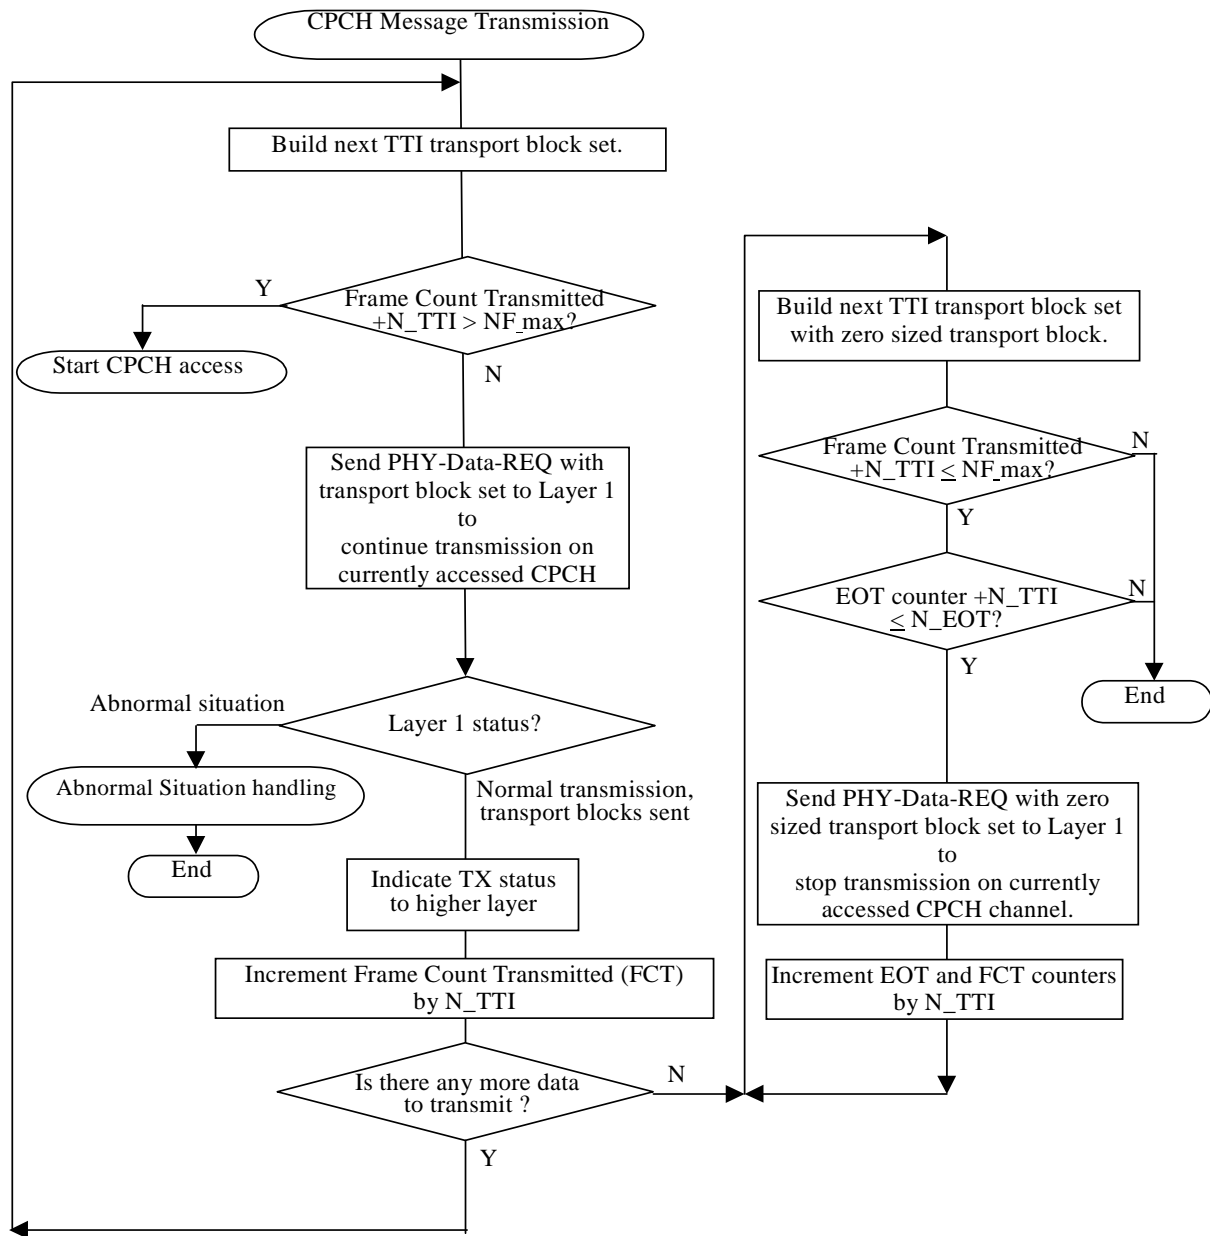 CPCH Message Transmission
Build next TTI transport block set.
Y
Frame Count Transmitted
+N_TTI > NF_max?
Start CPCH access
N
Send PHY-Data-REQ with
transport block set to Layer 1
to
continue transmission on
currently accessed CPCH
Abnormal situation
Layer 1 status?
Abnormal Situation handling
Normal transmission,
transport blocks sent
End
Indicate TX status
to higher layer
Increment Frame Count Transmitted (FCT)
by N_TTI
Is there any more data
to transmit ?
N
Y
Build next TTI transport block set
with zero sized transport block.
Frame Count Transmitted
+N_TTI ≤ NF_max?
N
Y
EOT counter +N_TTI
≤ N_EOT?
N
Y
End
Send PHY-Data-REQ with zero
sized transport block set to Layer 1
to
stop transmission on currently
accessed CPCH channel.
Increment EOT and FCT counters
by N_TTI